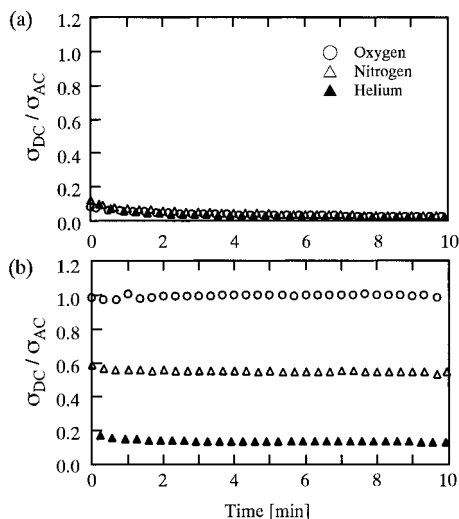 (a)
1.2
1.0
0.8
0.6
0.4
0.2
0.0
σDC / σAC
Oxygen
Nitrogen
Helium
0 2 4 6 8 10
(b)
1.2
1.0
0.8
0.6
0.4
0.2
0.0
σDC / σAC
0 2 4 6 8 10
Time [min]